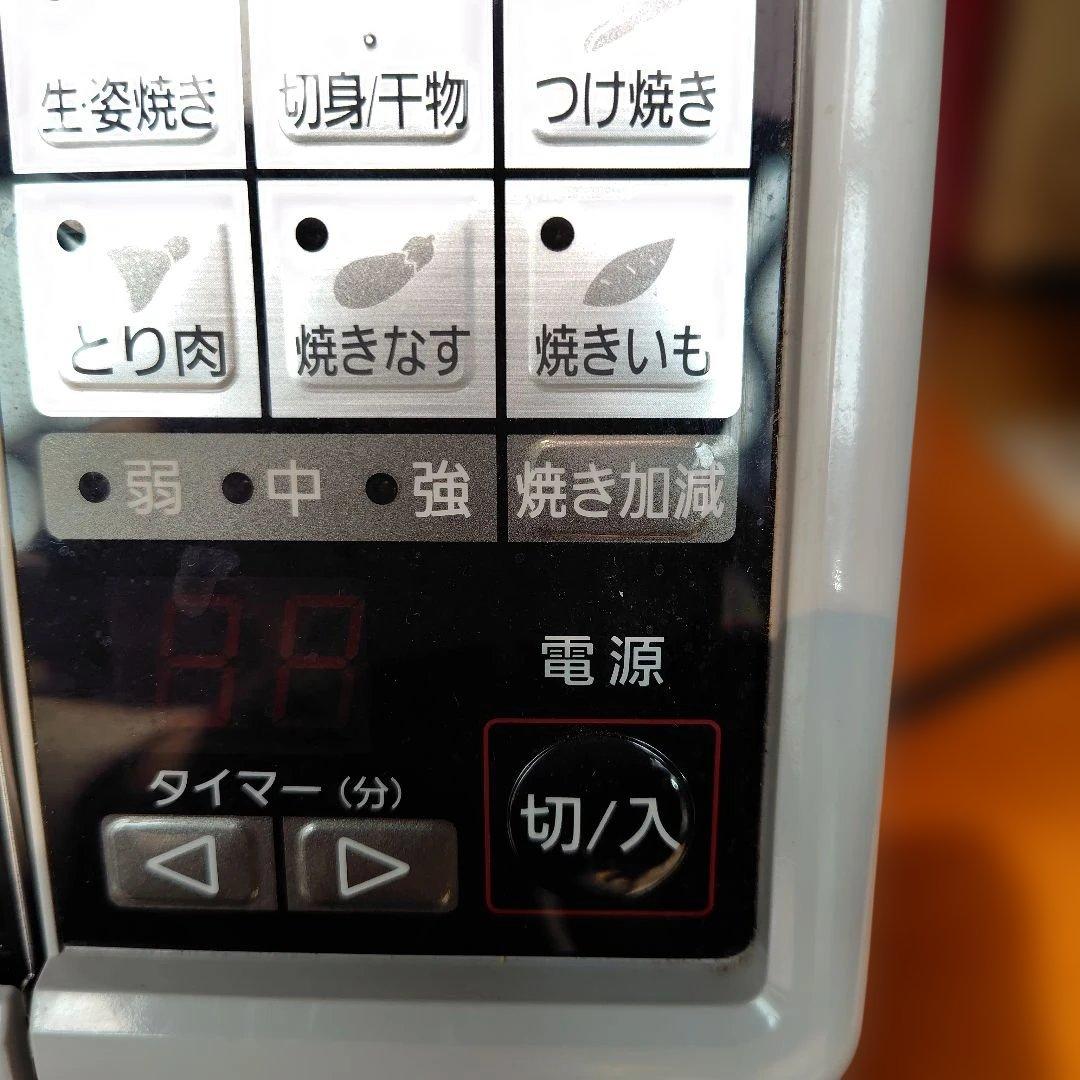 生・姿焼き 切身/干物 つけ焼き
とり肉 焼きなす 焼きいも
弱 中 強 焼き加減
電源
タイマー（分）
切/入